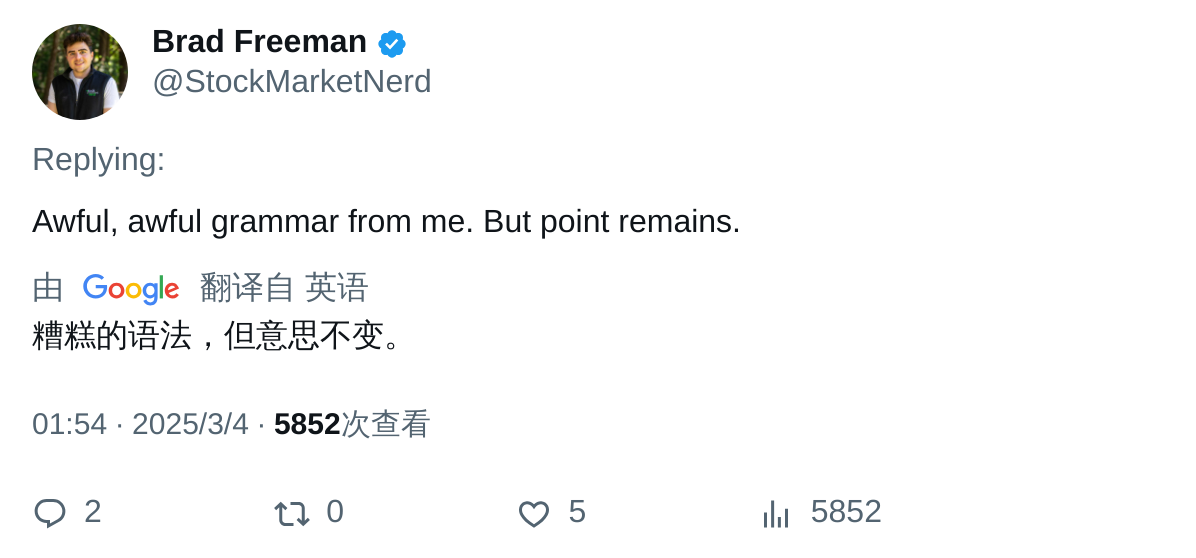 Brad Freeman
@StockMarketNerd
Replying:
Awful, awful grammar from me. But point remains.
由 Google 翻译自 英语
糟糕的语法，但意思不变。
01:54 · 2025/3/4 · 5852次查看
2 0 5 5852